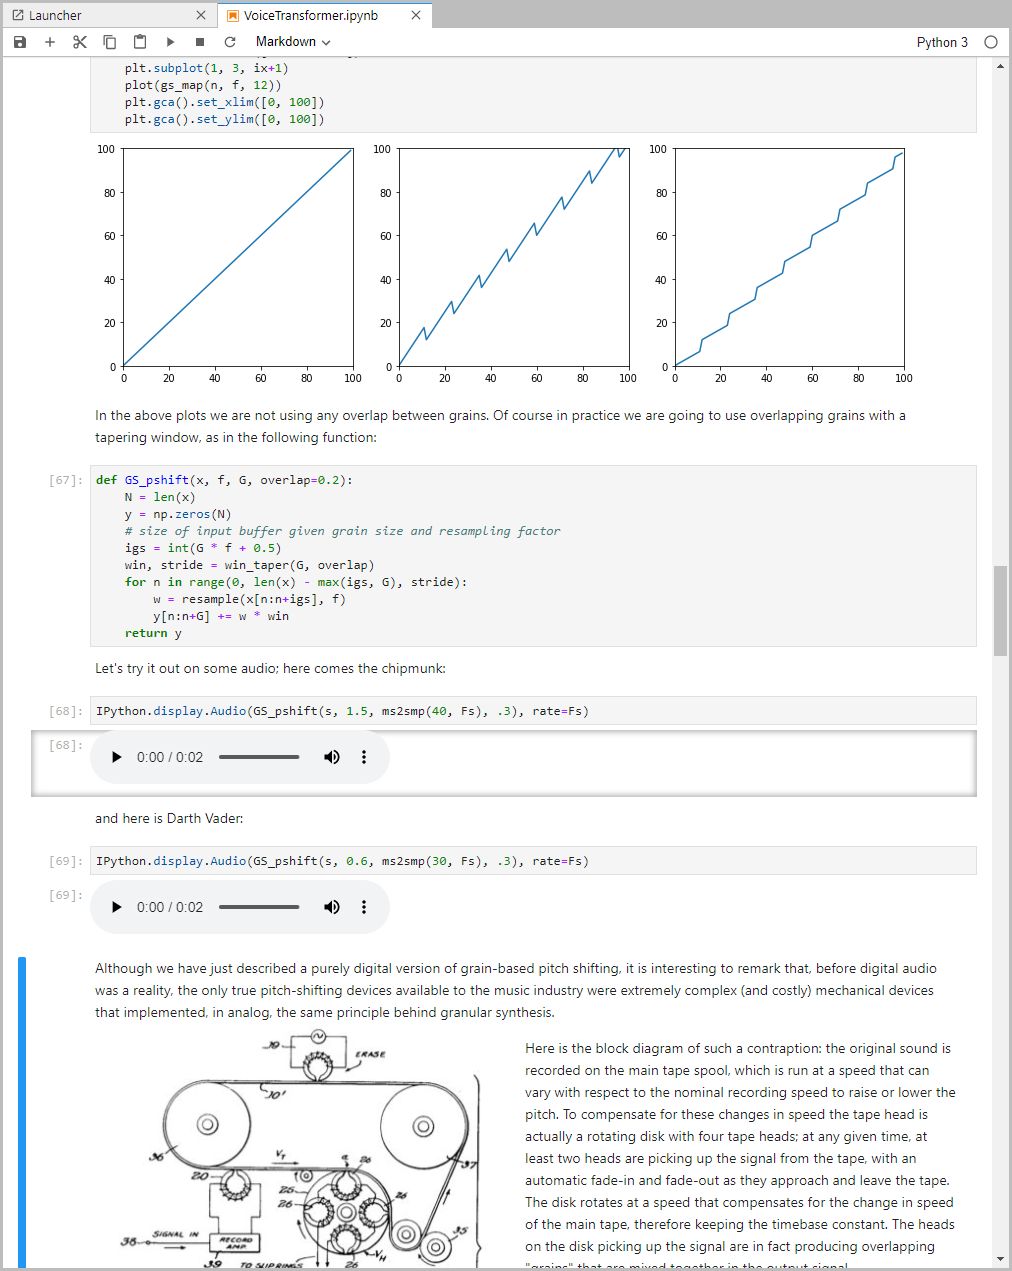 Launcher
VoiceTransformer.ipynb
Markdown
Python 3
plt.subplot(1, 3, ix+1)
plot(gs_map(n, f, 12))
plt.gca().set_xlim([0, 100])
plt.gca().set_ylim([0, 100])
100 100 100
80 80 80
60 60 60
40 40 40
20 20 20
0 0 0
0 20 40 60 80 100 0 20 40 60 80 100 0 20 40 60 80 100
In the above plots we are not using any overlap between grains. Of course in practice we are going to use overlapping grains with a
tapering window, as in the following function:
[67]: def GS_pshift(x, f, G, overlap=0.2):
N = len(x)
y = np.zeros(N)
# size of input buffer given grain size and resampling factor
igs = int(G * f + 0.5)
win, stride = win_taper(G, overlap)
for n in range(0, len(x) - max(igs, G), stride):
w = resample(x[n:n+igs], f)
y[n:n+G] += w * win
return y
Let's try it out on some audio; here comes the chipmunk:
[68]: IPython.display.Audio(GS_pshift(s, 1.5, ms2smp(40, Fs), .3), rate=Fs)
[68]:
0:00 / 0:02
and here is Darth Vader:
[69]: IPython.display.Audio(GS_pshift(s, 0.6, ms2smp(30, Fs), .3), rate=Fs)
[69]:
0:00 / 0:02
Although we have just described a purely digital version of grain-based pitch shifting, it is interesting to remark that, before digital audio
was a reality, the only true pitch-shifting devices available to the music industry were extremely complex (and costly) mechanical devices
that implemented, in analog, the same principle behind granular synthesis.
ERASE
10'
36
V_T
a
26
37
20
25
26
26
SIGNAL IN
38
RECORD
AMP.
39
TO SLIPRINGS
26
V_H
35
Here is the block diagram of such a contraption: the original sound is
recorded on the main tape spool, which is run at a speed that can
vary with respect to the nominal recording speed to raise or lower the
pitch. To compensate for these changes in speed the tape head is
actually a rotating disk with four tape heads; at any given time, at
least two heads are picking up the signal from the tape, with an
automatic fade-in and fade-out as they approach and leave the tape.
The disk rotates at a speed that compensates for the change in speed
of the main tape, therefore keeping the timebase constant. The heads
on the disk picking up the signal are in fact producing overlapping
"grains" that are mixed together in the output signal.